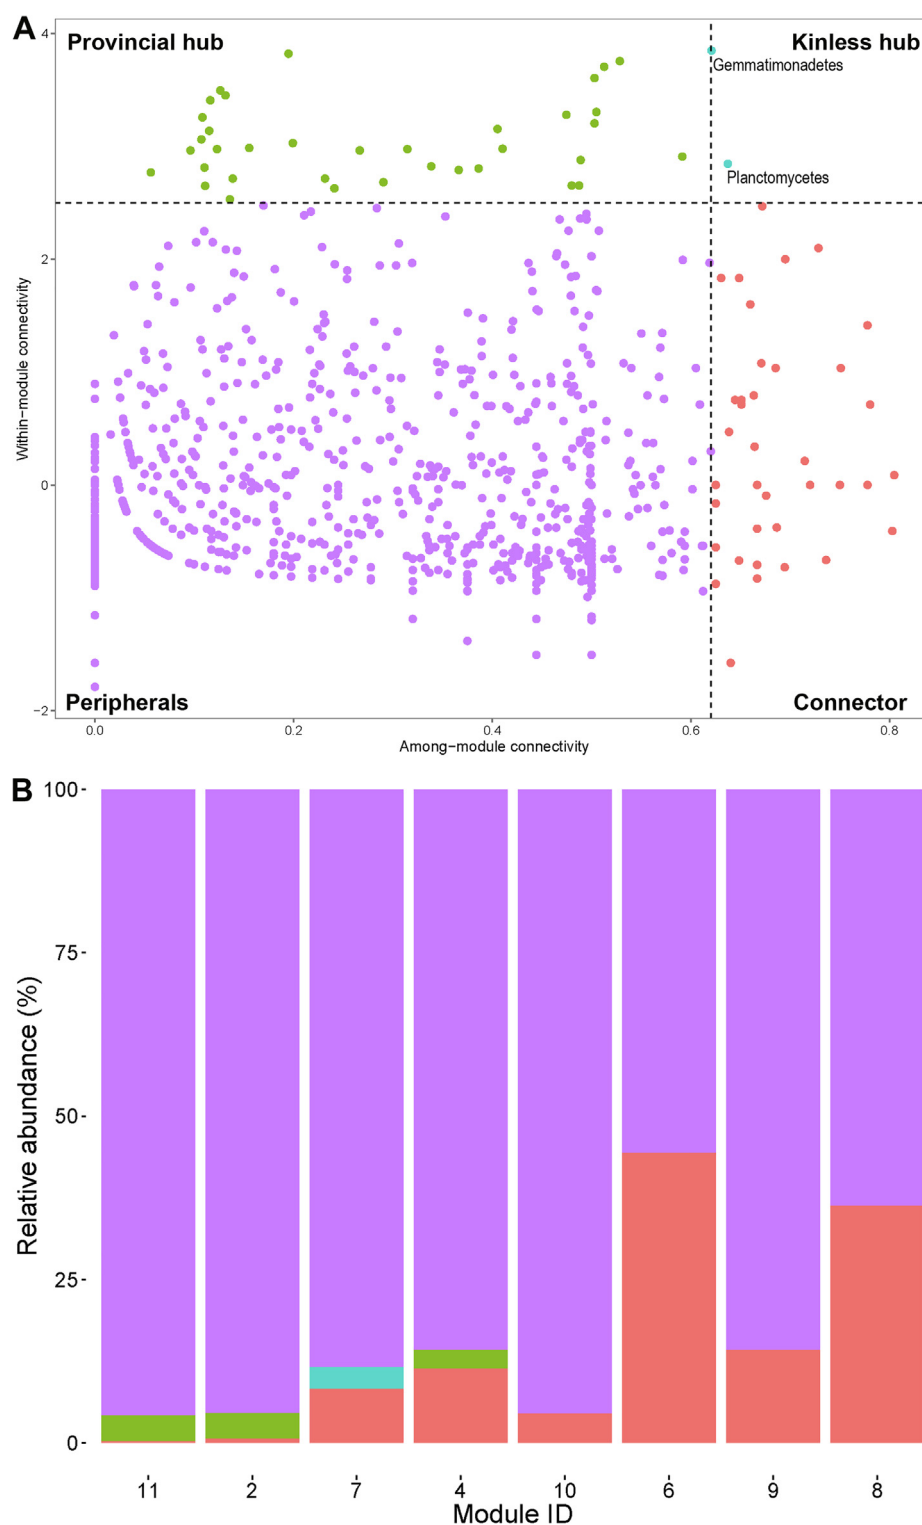 A
Provincial hub
Kinless hub
Gemmatimonadetes
Planctomycetes
Within−module connectivity
4
2
0
−2
Peripherals
Connector
0.0 0.2 0.4 0.6 0.8
Among−module connectivity
B
Relative abundance (%)
100
75
50
25
0
11 2 7 4 10 6 9 8
Module ID